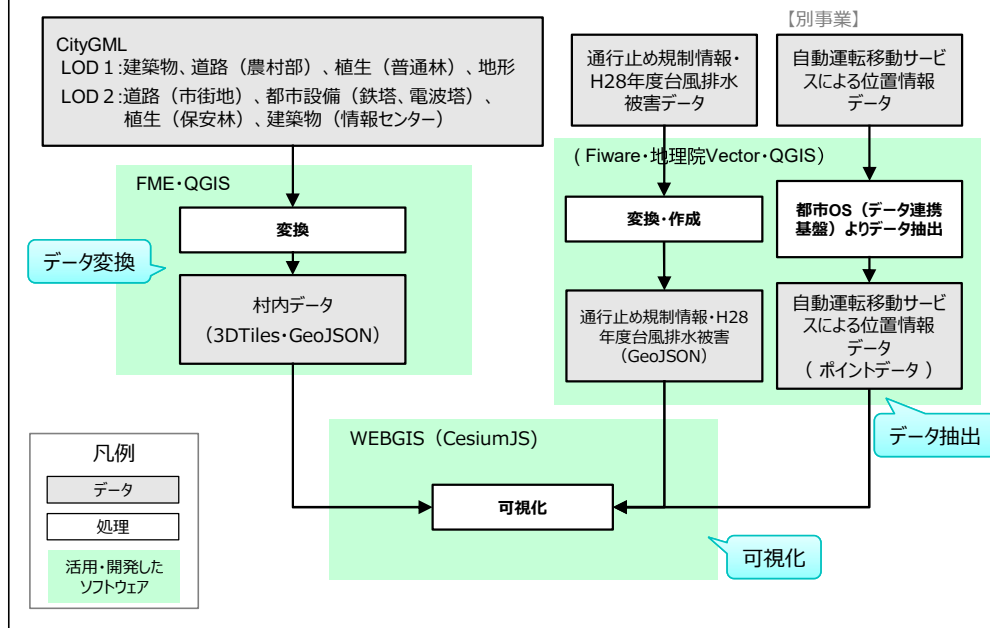 【別事業】
CityGML
LOD 1:建築物、道路（農村部）、植生（普通林）、地形
LOD 2:道路（市街地）、都市設備（鉄塔、電波塔）、
植生（保安林）、建築物（情報センター）
通行止め規制情報・
H28年度台風排水
被害データ
自動運転移動サービ
スによる位置情報
データ
FME・QGIS
変換
データ変換
村内データ
（3DTiles・GeoJSON）
( Fiware・地理院Vector・QGIS）
変換・作成
都市OS（データ連携
基盤）よりデータ抽出
通行止め規制情報・H28
年度台風排水被害
（GeoJSON）
自動運転移動サービ
スによる位置情報
データ
（ ポイントデータ ）
データ抽出
WEBGIS（CesiumJS)
可視化
可視化
凡例
データ
処理
活用・開発した
ソフトウェア